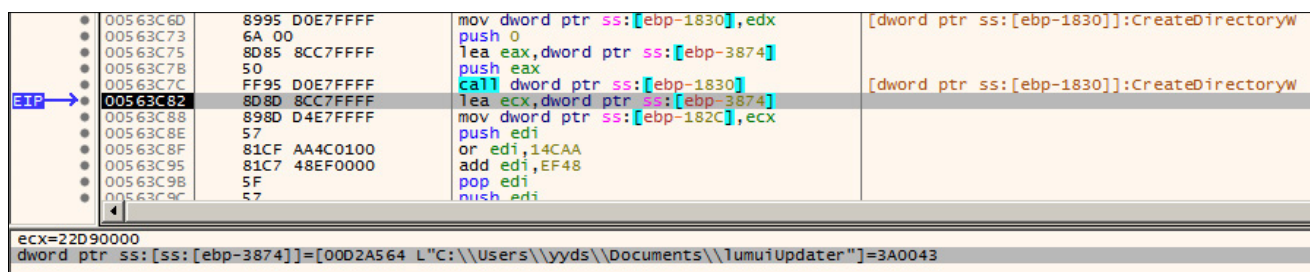 00563C6D 8995 D0E7FFFF mov dword ptr ss:[ebp-1830],edx [dword ptr ss:[ebp-1830]]:CreateDirectoryW
00563C73 6A 00 push 0
00563C75 8D85 8CC7FFFF lea eax,dword ptr ss:[ebp-3874]
00563C7B 50 push eax
00563C7C FF95 D0E7FFFF call dword ptr ss:[ebp-1830] [dword ptr ss:[ebp-1830]]:CreateDirectoryW
EIP 00563C82 8D8D 8CC7FFFF lea ecx,dword ptr ss:[ebp-3874]
00563C88 898D D4E7FFFF mov dword ptr ss:[ebp-182C],ecx
00563C8E 57 push edi
00563C8F 81CF AA4C0100 or edi,14CAA
00563C95 81C7 48EF0000 add edi,EF48
00563C9B 5F pop edi
00563C9C 57 push edi
ecx=22D90000
dword ptr ss:[ss:[ebp-3874]]=[00D2A564 L"C:\\Users\\yyds\\Documents\\lumuiUpdater"]=3A0043